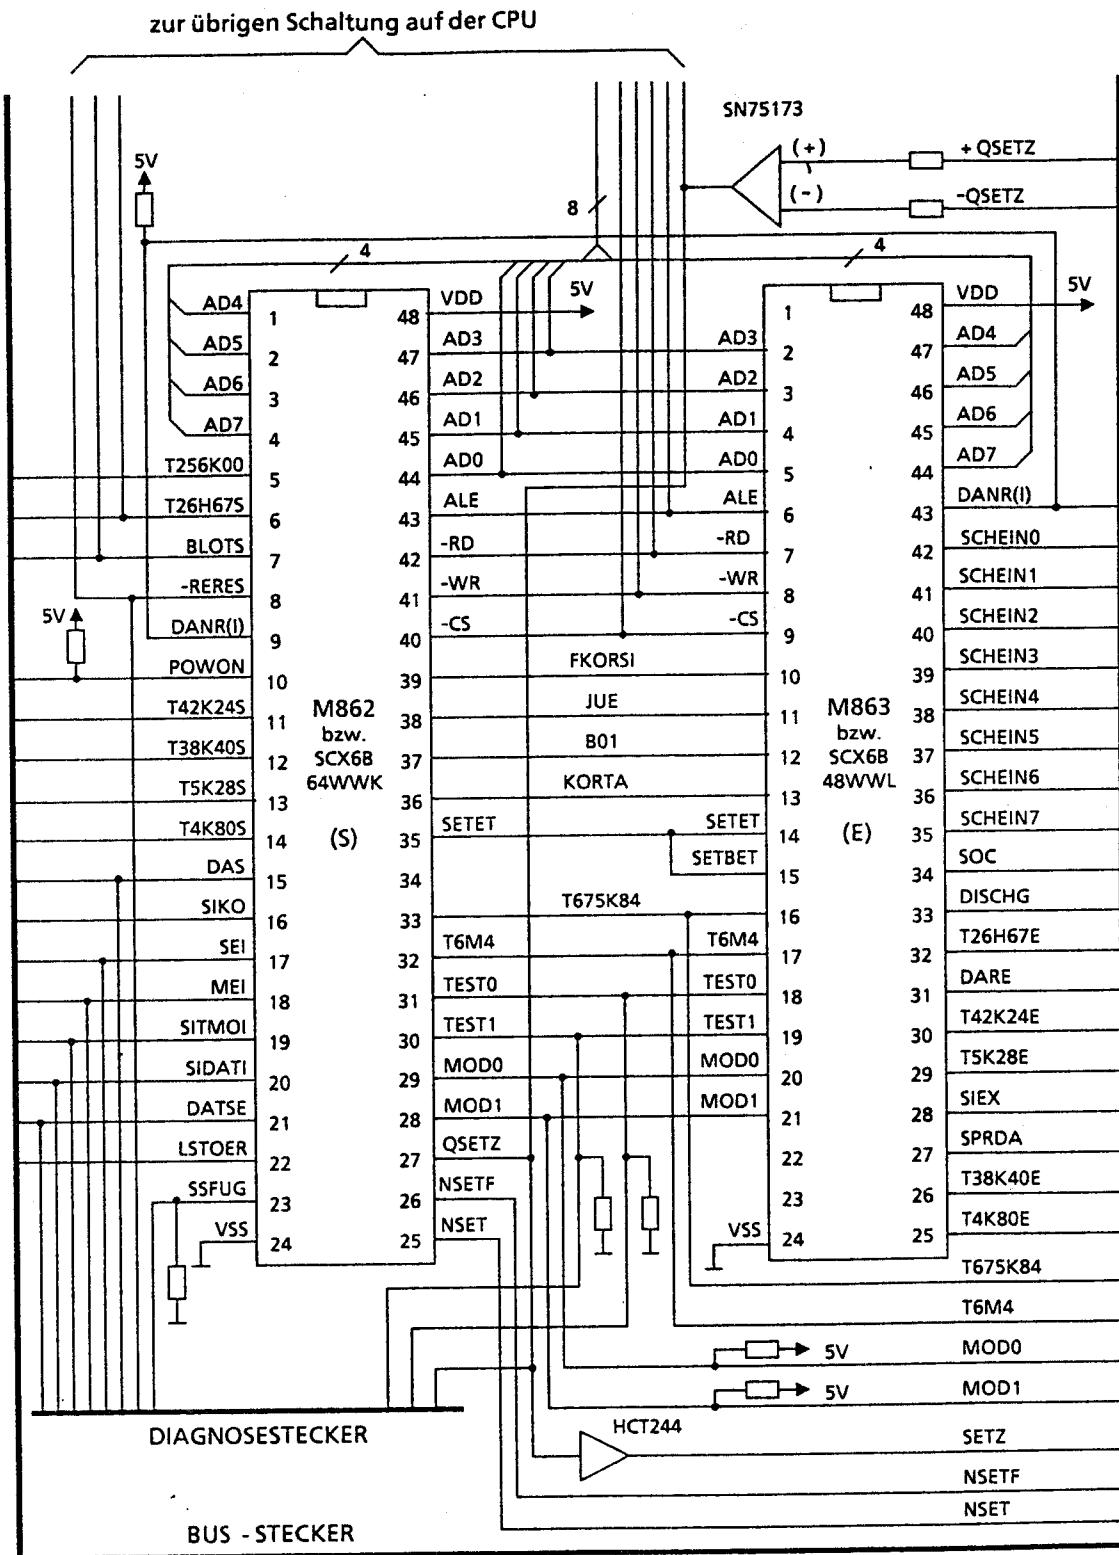 zur übrigen Schaltung auf der CPU
SN75173
(+)
+ QSETZ
(-)
-QSETZ
5V
8
4
4
AD4
1
AD5
2
AD6
3
AD7
4
T256K00
5
T26H67S
6
BLOTS
7
-RERES
8
5V
DANR(I)
9
POWON
10
T42K24S
11
T38K40S
12
T5K28S
13
T4K80S
14
DAS
15
SIKO
16
SEI
17
MEI
18
SITMOI
19
SIDATI
20
DATSE
21
LSTOER
22
SSFUG
23
VSS
24
M862
bzw.
SCX6B
64WWK
(S)
48
VDD
5V
47
AD3
46
AD2
45
AD1
44
AD0
43
ALE
42
-RD
41
-WR
40
-CS
39
FKORSI
38
JUE
37
B01
36
KORTA
35
SETET
34
33
T675K84
32
T6M4
31
TEST0
30
TEST1
29
MOD0
28
MOD1
27
QSETZ
26
NSETF
25
NSET
1
AD3
2
AD2
3
AD1
4
AD0
5
ALE
6
-RD
7
-WR
8
-CS
9
10
11
12
13
SETET
14
SETBET
15
16
T6M4
17
TEST0
18
TEST1
19
MOD0
20
MOD1
21
22
23
VSS
24
M863
bzw.
SCX6B
48WWL
(E)
48
VDD
5V
47
AD4
46
AD5
45
AD6
44
AD7
43
DANR(I)
42
SCHEIN0
41
SCHEIN1
40
SCHEIN2
39
SCHEIN3
38
SCHEIN4
37
SCHEIN5
36
SCHEIN6
35
SCHEIN7
34
SOC
33
DISCHG
32
T26H67E
31
DARE
30
T42K24E
29
T5K28E
28
SIEX
27
SPRDA
26
T38K40E
25
T4K80E
T675K84
T6M4
5V
MOD0
5V
MOD1
DIAGNOSESTECKER
HCT244
SETZ
NSETF
NSET
BUS - STECKER